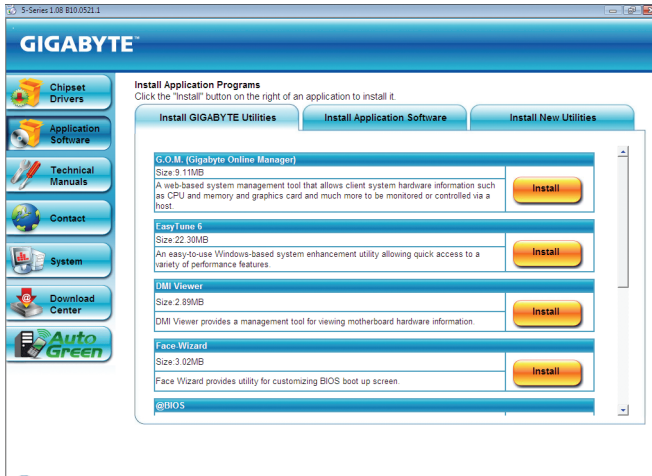 5-Series 1.08 B10.0521.1
GIGABYTE™
Chipset
Drivers
Application
Software
Technical
Manuals
Contact
System
Download
Center
Auto
Green
Install Application Programs
Click the "Install" button on the right of an application to install it.
Install GIGABYTE Utilities
Install Application Software
Install New Utilities
G.O.M. (Gigabyte Online Manager)
Size:9.11MB
A web-based system management tool that allows client system hardware information such
as CPU and memory and graphics card and much more to be monitored or controlled via a
host.
Install
EasyTune 6
Size:22.30MB
An easy-to-use Windows-based system enhancement utility allowing quick access to a
variety of performance features.
Install
DMI Viewer
Size:2.89MB
DMI Viewer provides a management tool for viewing motherboard hardware information.
Install
Face-Wizard
Size:3.02MB
Face Wizard provides utility for customizing BIOS boot up screen.
Install
@BIOS